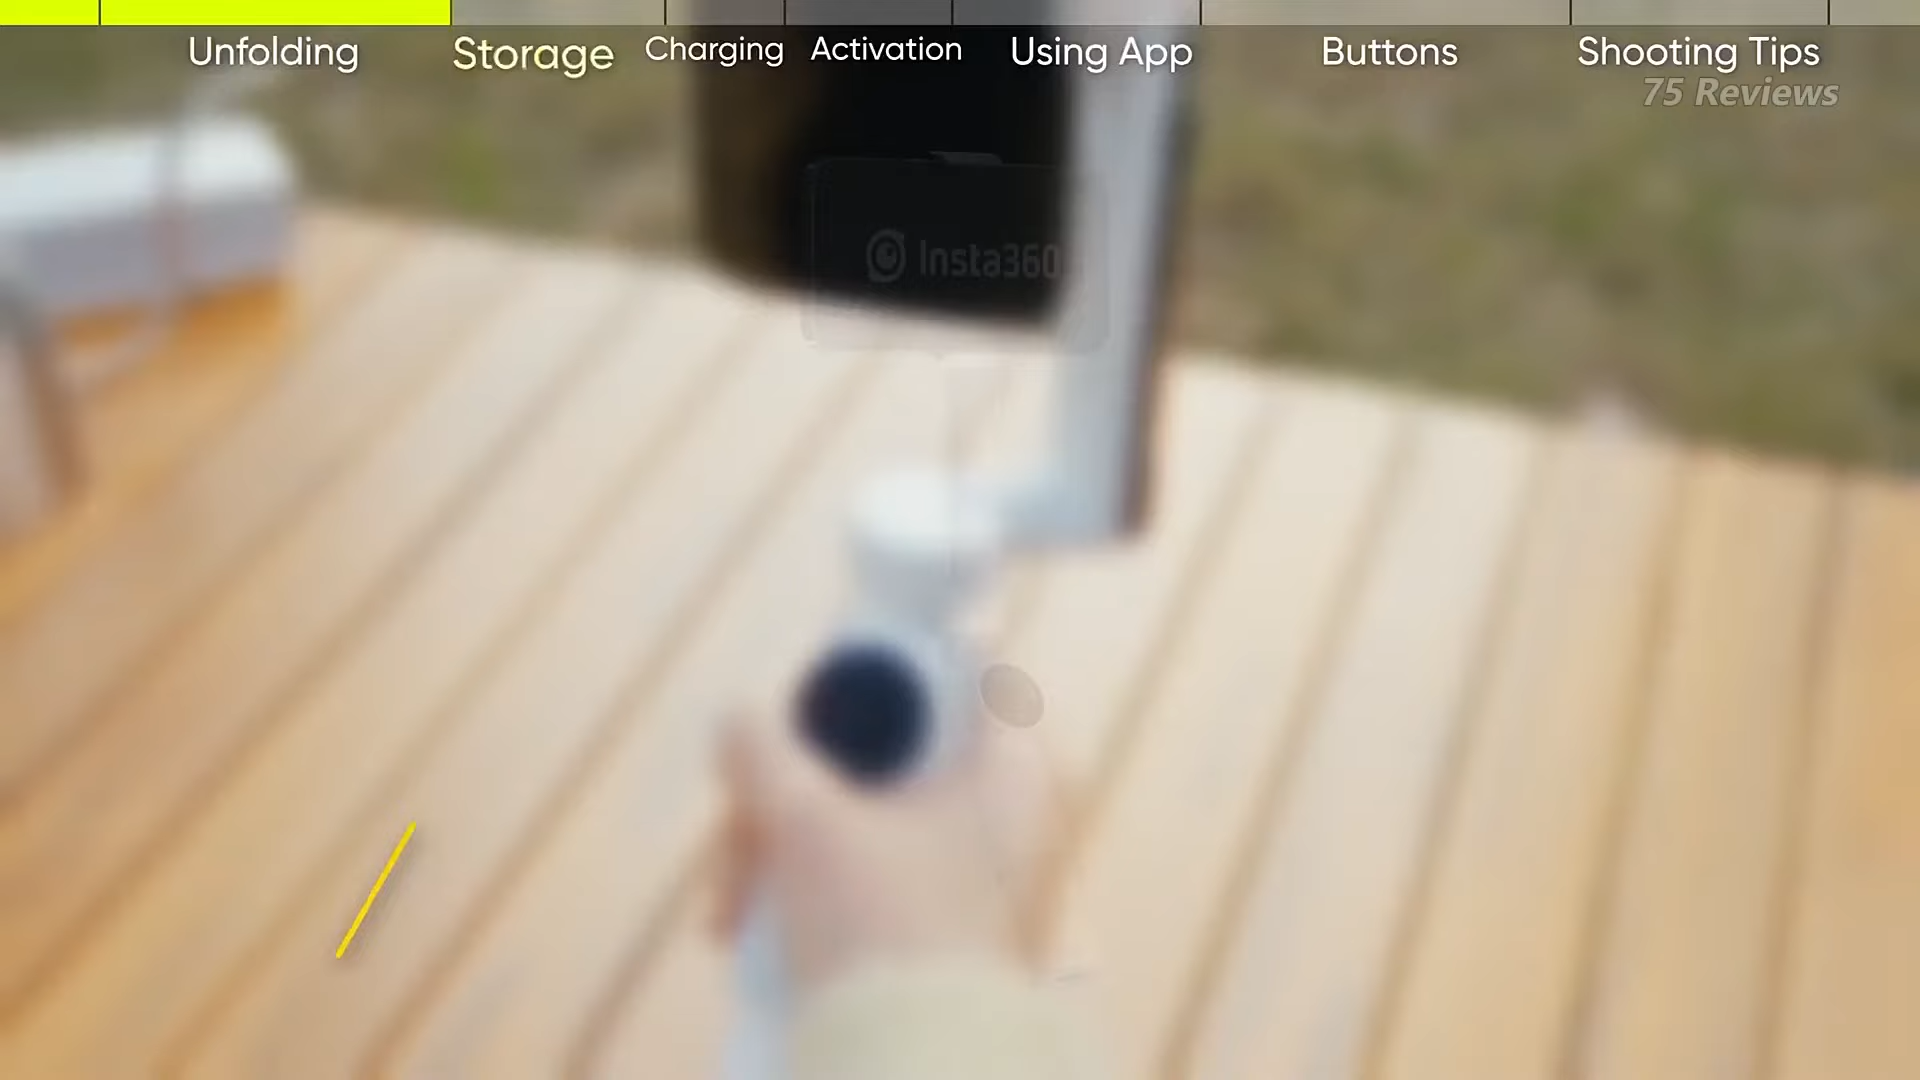 Unfolding
Storage
Charging
Activation
Using App
Buttons
Shooting Tips
75 Reviews
Insta360